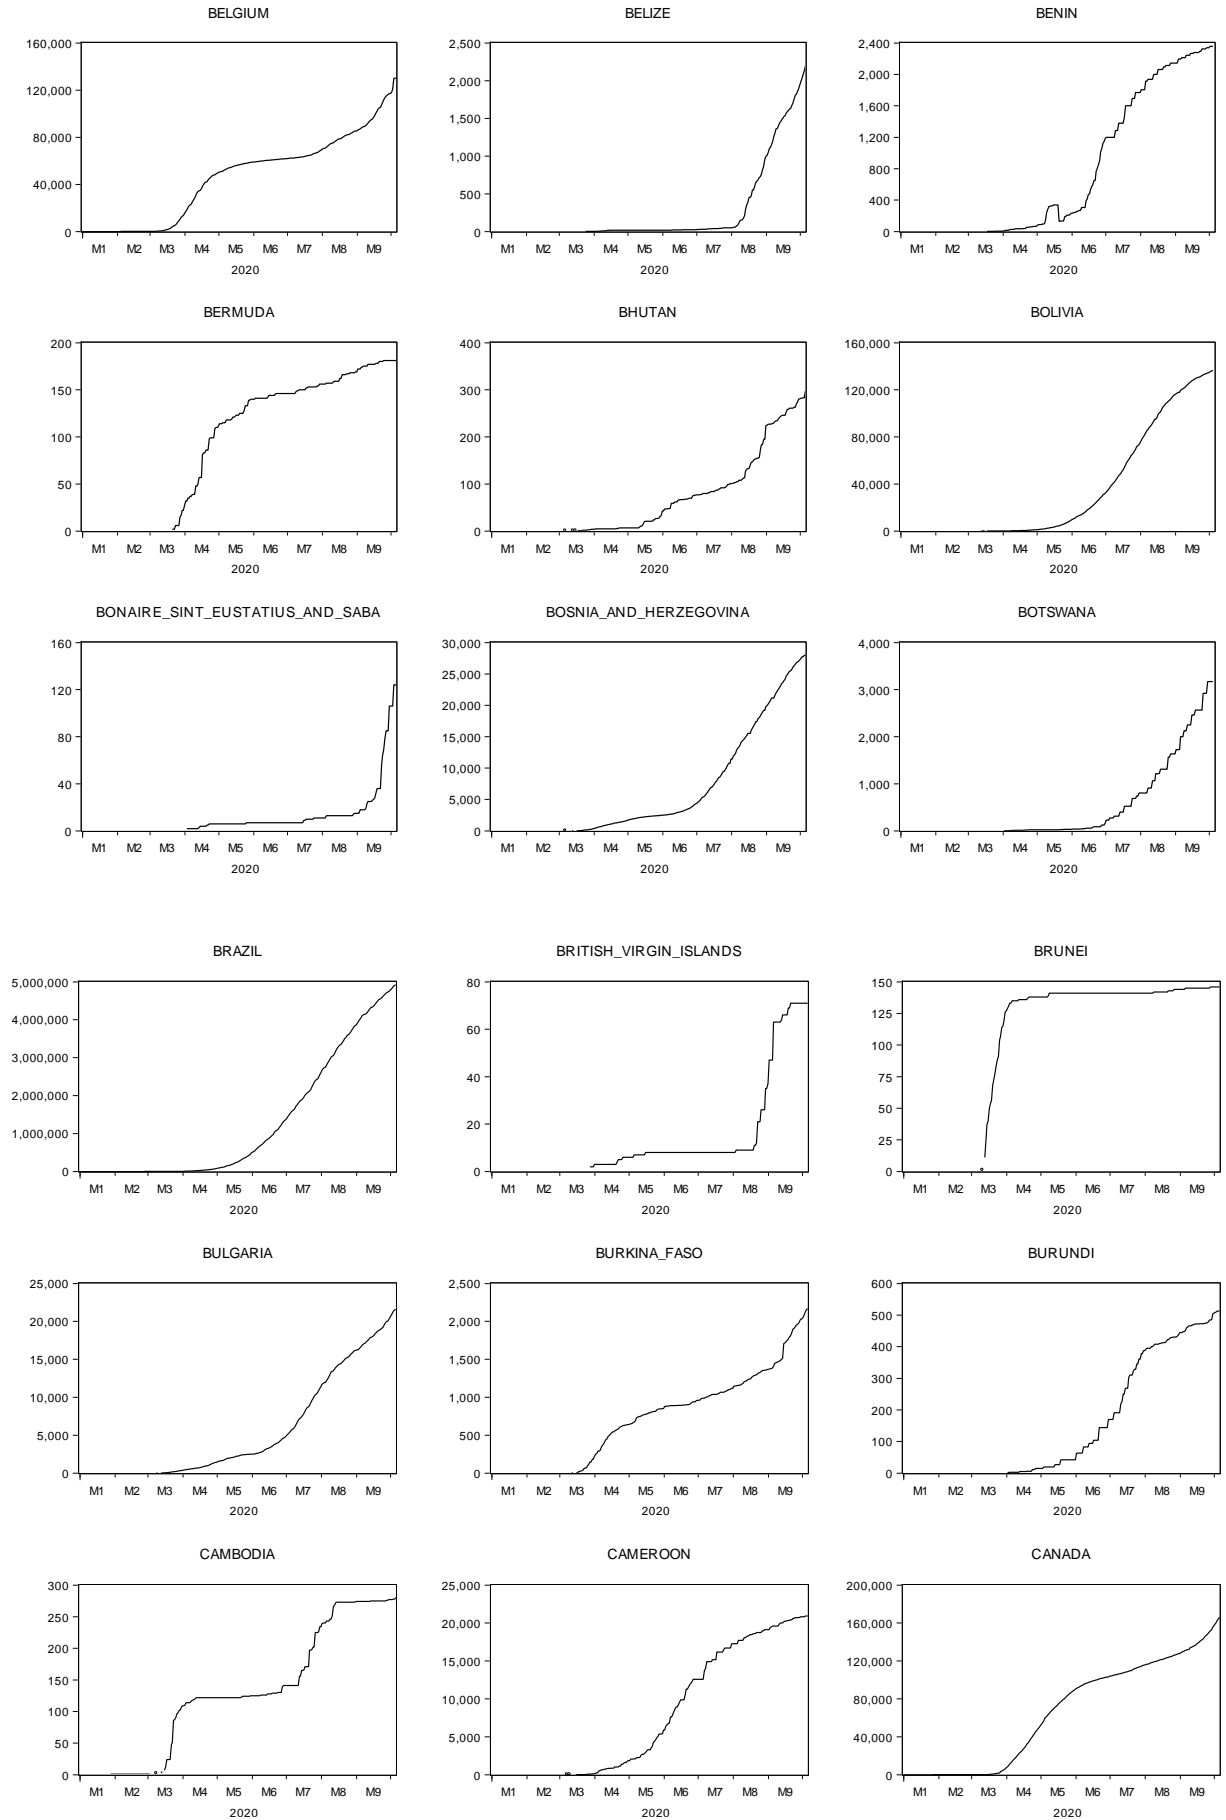 BELGIUM BELIZE BENIN
160,000 2,500 2,400
120,000 2,000 2,000
80,000 1,500 1,600
40,000 1,000 1,200
0 500 800
0 400
0
M1 M2 M3 M4 M5 M6 M7 M8 M9 M1 M2 M3 M4 M5 M6 M7 M8 M9 M1 M2 M3 M4 M5 M6 M7 M8 M9
2020 2020 2020
BERMUDA BHUTAN BOLIVIA
200 400 160,000
150 300 120,000
100 200 80,000
50 100 40,000
0 0 0
M1 M2 M3 M4 M5 M6 M7 M8 M9 M1 M2 M3 M4 M5 M6 M7 M8 M9 M1 M2 M3 M4 M5 M6 M7 M8 M9
2020 2020 2020
BONAIRE_SINT_EUSTATIUS_AND_SABA BOSNIA_AND_HERZEGOVINA BOTSWANA
160 30,000 4,000
120 25,000 3,000
80 20,000 2,000
40 15,000 1,000
0 10,000 0
5,000
0
M1 M2 M3 M4 M5 M6 M7 M8 M9 M1 M2 M3 M4 M5 M6 M7 M8 M9 M1 M2 M3 M4 M5 M6 M7 M8 M9
2020 2020 2020
BRAZIL BRITISH_VIRGIN_ISLANDS BRUNEI
5,000,000 80 150
4,000,000 60 125
3,000,000 40 100
2,000,000 20 75
1,000,000 0 50
0 25
0
M1 M2 M3 M4 M5 M6 M7 M8 M9 M1 M2 M3 M4 M5 M6 M7 M8 M9 M1 M2 M3 M4 M5 M6 M7 M8 M9
2020 2020 2020
BULGARIA BURKINA_FASO BURUNDI
25,000 2,500 600
20,000 2,000 500
15,000 1,500 400
10,000 1,000 300
5,000 500 200
0 0 100
0
M1 M2 M3 M4 M5 M6 M7 M8 M9 M1 M2 M3 M4 M5 M6 M7 M8 M9 M1 M2 M3 M4 M5 M6 M7 M8 M9
2020 2020 2020
CAMBODIA CAMEROON CANADA
300 25,000 200,000
250 20,000 160,000
200 15,000 120,000
150 10,000 80,000
100 5,000 40,000
50 0 0
0
M1 M2 M3 M4 M5 M6 M7 M8 M9 M1 M2 M3 M4 M5 M6 M7 M8 M9 M1 M2 M3 M4 M5 M6 M7 M8 M9
2020 2020 2020